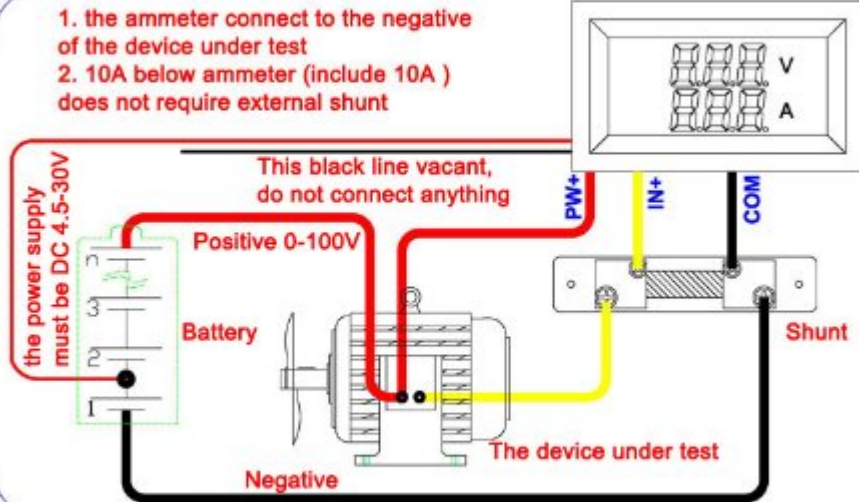 1. the ammeter connect to the negative
of the device under test
2. 10A below ammeter (include 10A )
does not require external shunt
V
A
This black line vacant,
do not connect anything
PW+
IN+
COM
the power supply
must be DC 4.5-30V
Positive 0-100V
n
3
2
1
Battery
Shunt
The device under test
Negative